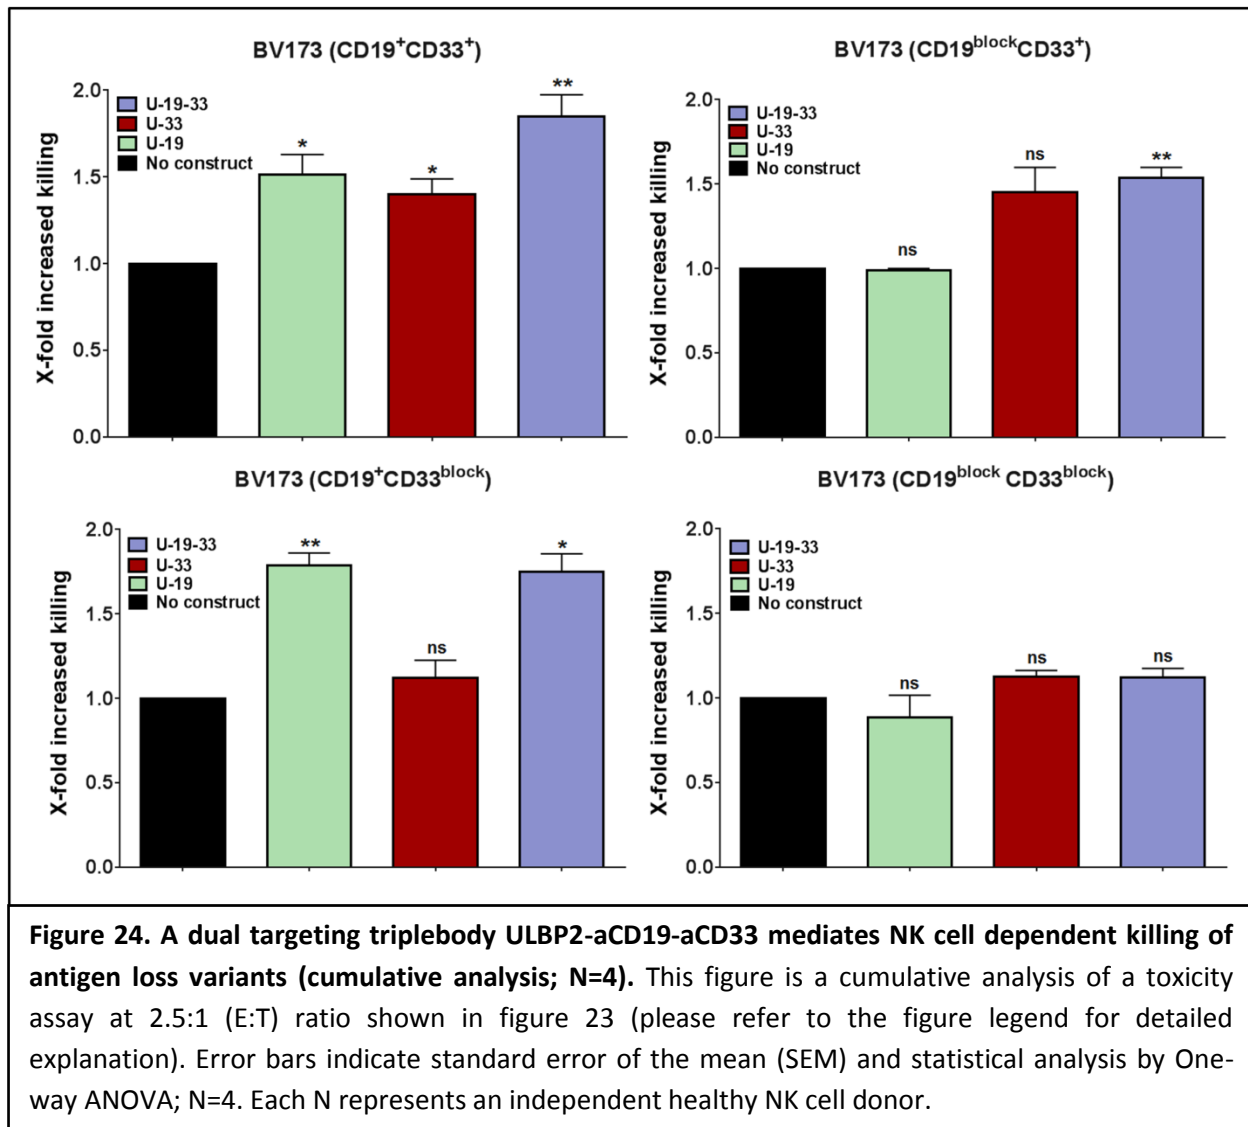 BV173 (CD19⁺CD33⁺)
**
2.0
U-19-33
U-33
U-19
No construct
*
*
1.5
1.0
0.5
0.0
X-fold increased killing
BV173 (CD19ᵇˡᵒᶜᵏCD33⁺)
2.0
U-19-33
U-33
U-19
No construct
ns
**
1.5
ns
1.0
0.5
0.0
X-fold increased killing
BV173 (CD19⁺CD33ᵇˡᵒᶜᵏ)
2.0
U-19-33
U-33
U-19
No construct
**
*
1.5
ns
1.0
0.5
0.0
X-fold increased killing
BV173 (CD19ᵇˡᵒᶜᵏ CD33ᵇˡᵒᶜᵏ)
2.0
U-19-33
U-33
U-19
No construct
1.5
ns
ns
ns
1.0
0.5
0.0
X-fold increased killing
Figure 24. A dual targeting triplebody ULBP2-aCD19-aCD33 mediates NK cell dependent killing of
antigen loss variants (cumulative analysis; N=4). This figure is a cumulative analysis of a toxicity
assay at 2.5:1 (E:T) ratio shown in figure 23 (please refer to the figure legend for detailed
explanation). Error bars indicate standard error of the mean (SEM) and statistical analysis by One-
way ANOVA; N=4. Each N represents an independent healthy NK cell donor.